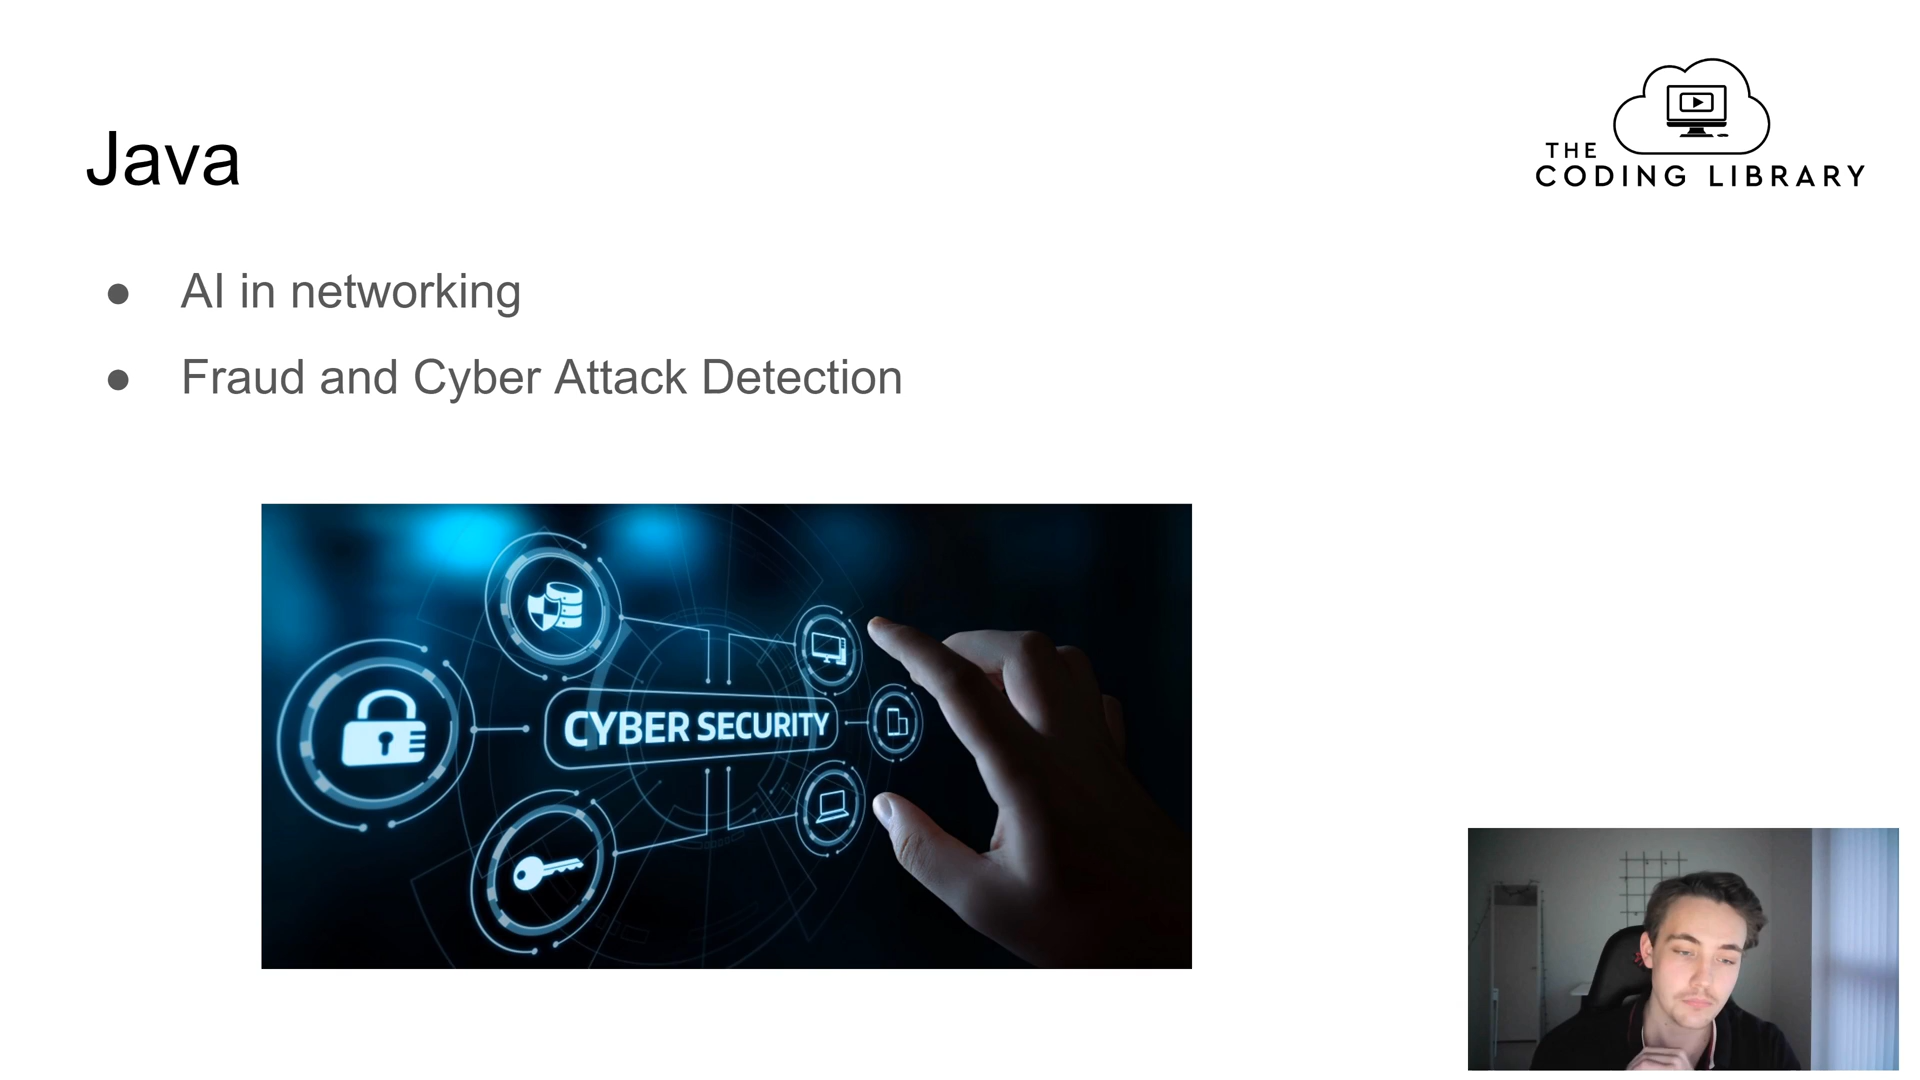 Java
THE
CODING LIBRARY
● AI in networking
● Fraud and Cyber Attack Detection
CYBER SECURITY